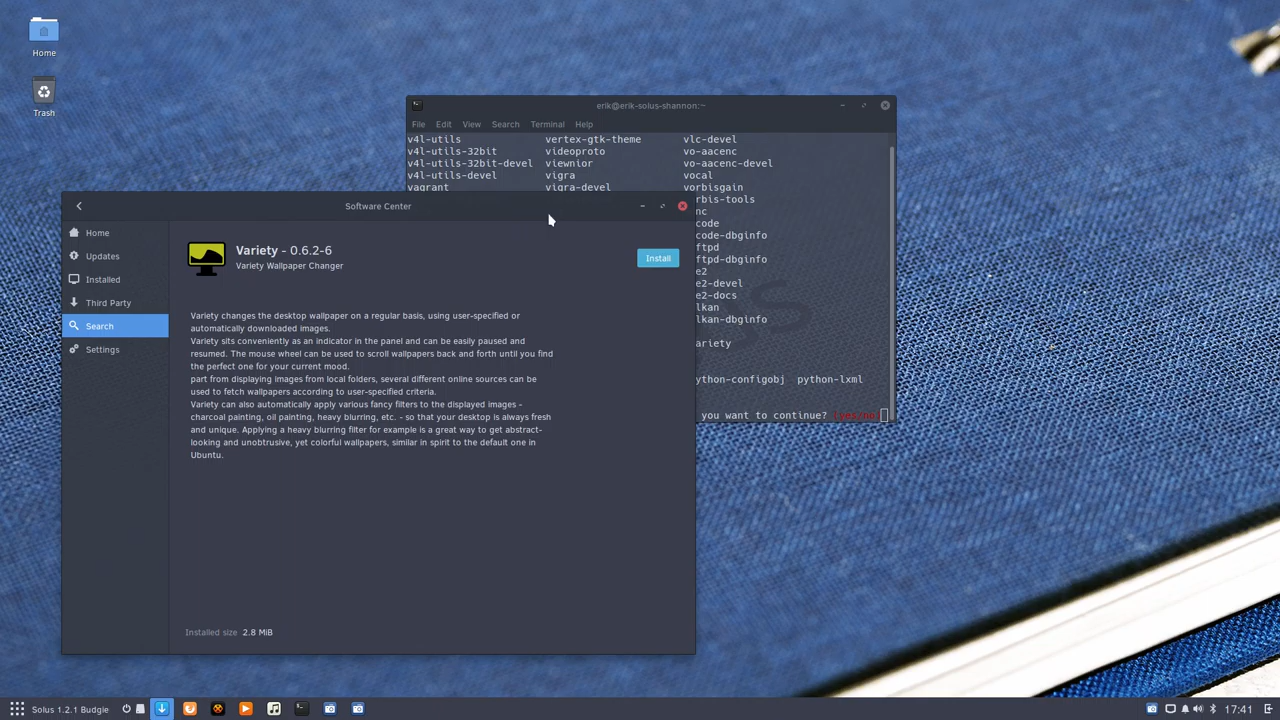 Home
Trash
erik@erik-solus-shannon:~
File Edit View Search Terminal Help
v4l-utils vertex-gtk-theme vlc-devel
v4l-utils-32bit videoproto vo-aacenc
v4l-utils-32bit-devel viewnior vo-aacenc-devel
v4l-utils-devel vigra vocal
vagrant vigra-devel vorbisgain
rbis-tools
nc
code
code-dbginfo
ftpd
ftpd-dbginfo
e2
e2-devel
e2-docs
lkan
lkan-dbginfo
ariety
ython-configobj python-lxml
you want to continue? (yes/no)
Software Center
Home
Updates
Installed
Third Party
Search
Settings
Variety - 0.6.2-6
Variety Wallpaper Changer
Install
Variety changes the desktop wallpaper on a regular basis, using user-specified or
automatically downloaded images.
Variety sits conveniently as an indicator in the panel and can be easily paused and
resumed. The mouse wheel can be used to scroll wallpapers back and forth until you find
the perfect one for your current mood.
part from displaying images from local folders, several different online sources can be
used to fetch wallpapers according to user-specified criteria.
Variety can also automatically apply various fancy filters to the displayed images -
charcoal painting, oil painting, heavy blurring, etc. - so that your desktop is always fresh
and unique. Applying a heavy blurring filter for example is a great way to get abstract-
looking and unobtrusive, yet colorful wallpapers, similar in spirit to the default one in
Ubuntu.
Installed size 2.8 MiB
Solus 1.2.1 Budgie
17:41